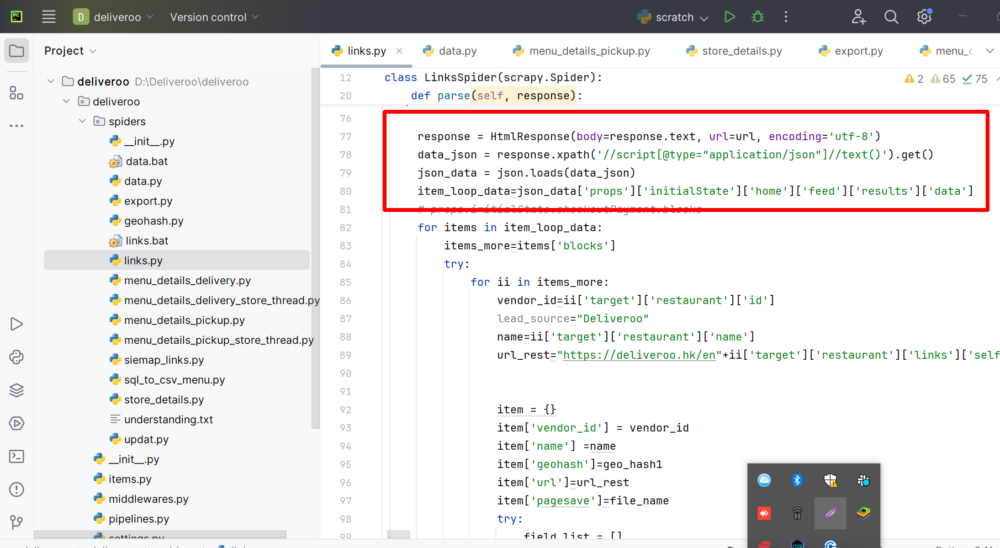 PC
D deliveroo Version control scratch
Project
links.py data.py menu_details_pickup.py store_details.py export.py
deliveroo D:\Deliveroo\deliveroo
deliveroo
spiders
__init__.py
data.bat
data.py
export.py
geohash.py
links.bat
links.py
menu_details_delivery.py
menu_details_delivery_store_thread.py
menu_details_pickup.py
menu_details_pickup_store_thread.py
siemap_links.py
sql_to_csv_menu.py
store_details.py
understanding.txt
updat.py
__init__.py
items.py
middlewares.py
pipelines.py
settings.py
12 class LinksSpider(scrapy.Spider):
2 65 75
20 def parse(self, response):
76
77 response = HtmlResponse(body=response.text, url=url, encoding='utf-8')
78 data_json = response.xpath('//script[@type="application/json"]//text()').get()
79 json_data = json.loads(data_json)
80 item_loop_data=json_data['props']['initialState']['home']['feed']['results']['data']
81 # props.initialState.checkoutPayment.blocks
82 for items in item_loop_data:
83 items_more=items['blocks']
84 try:
85 for ii in items_more:
86 vendor_id=ii['target']['restaurant']['id']
87 lead_source="Deliveroo"
88 name=ii['target']['restaurant']['name']
89 url_rest="https://deliveroo.hk/en"+ii['target']['restaurant']['links']['self
90
91
92 item = {}
93 item['vendor_id'] = vendor_id
94 item['name'] =name
95 item['geohash']=geo_hash1
96 item['url']=url_rest
97 item['pagesave']=file_name
98 try:
99 field_list = []